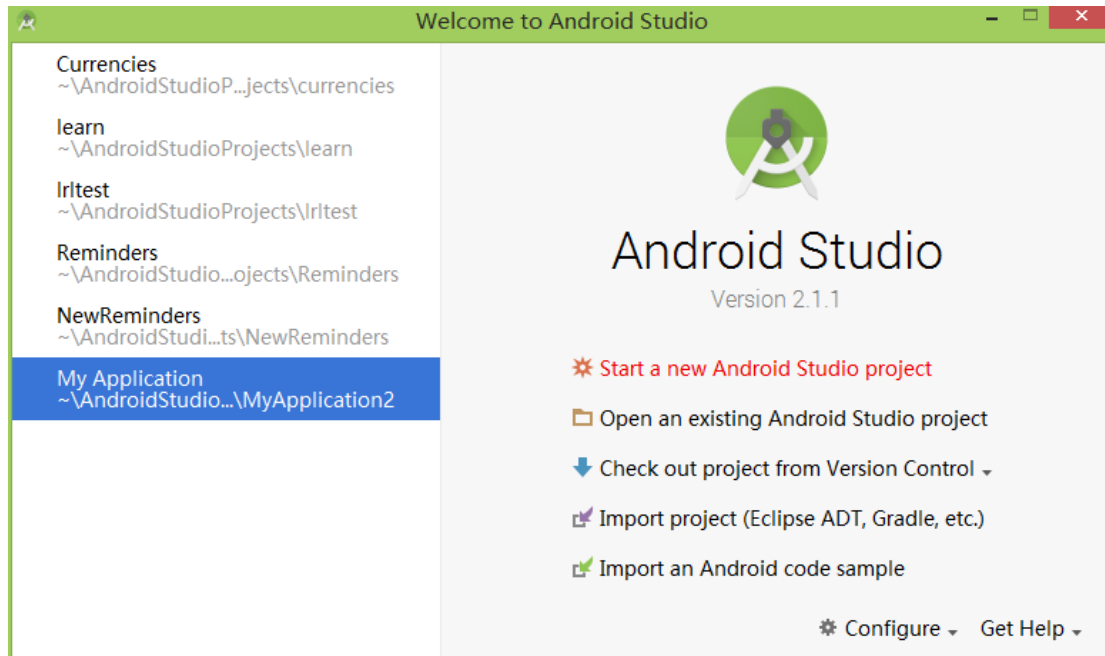 Welcome to Android Studio
Currencies
~\AndroidStudioP...jects\currencies
learn
~\AndroidStudioProjects\learn
lrltest
~\AndroidStudioProjects\lrltest
Reminders
~\AndroidStudio...ojects\Reminders
NewReminders
~\AndroidStudi...ts\NewReminders
My Application
~\AndroidStudio...\MyApplication2
Android Studio
Version 2.1.1
Start a new Android Studio project
Open an existing Android Studio project
Check out project from Version Control
Import project (Eclipse ADT, Gradle, etc.)
Import an Android code sample
Configure
Get Help